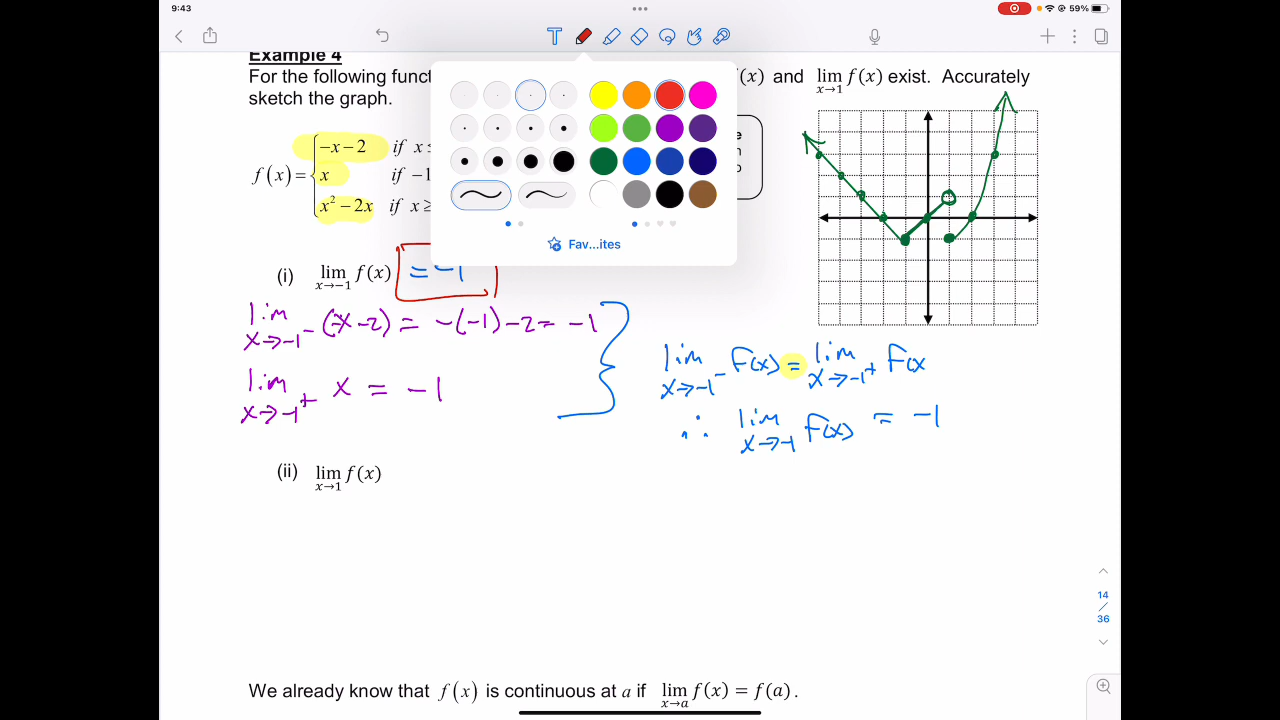 9:43
59%
Example 4
For the following funct f(x) and lim x→1 f(x) exist. Accurately
sketch the graph.
f(x) = { −x − 2 if x ≤
x if −1
x² − 2x if x ≥
Fav...ites
(i) lim x→−1 f(x) = −1
lim x→−1⁻ (−x−2) = −(−1)−2 = −1
lim x→−1⁺ x = −1
lim x→−1⁻ f(x) = lim x→−1⁺ f(x
∴ lim x→−1 f(x) = −1
(ii) lim x→1 f(x)
14
/
36
We already know that f(x) is continuous at a if lim x→a f(x) = f(a).